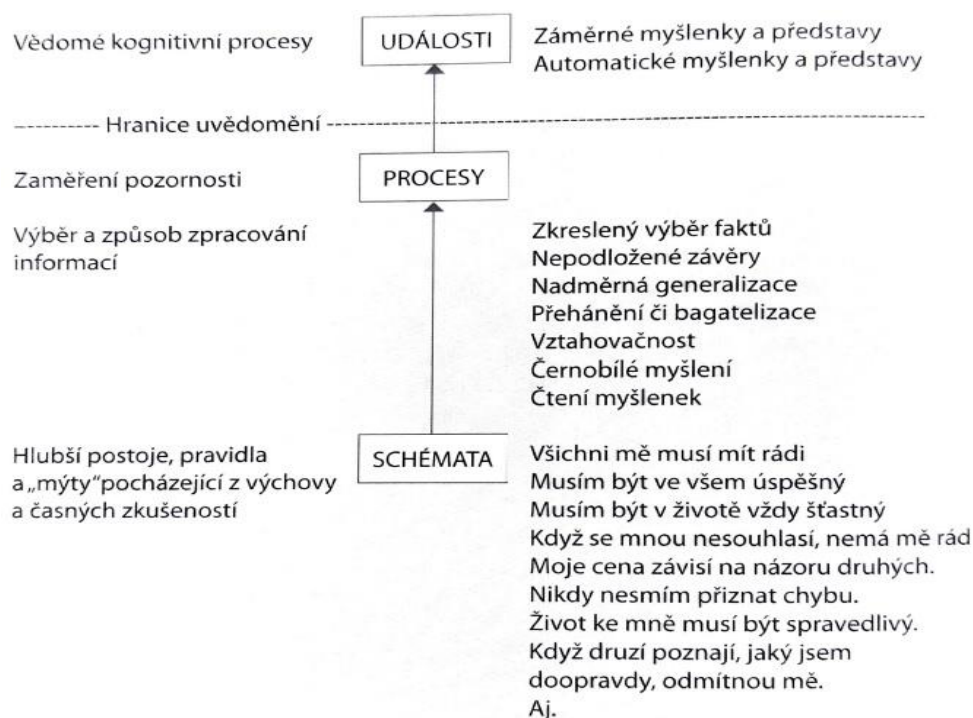 Vědomé kognitivní procesy
UDÁLOSTI
Záměrné myšlenky a představy
Automatické myšlenky a představy
Hranice uvědomění
Zaměření pozornosti
PROCESY
Výběr a způsob zpracování
informací
Zkreslený výběr faktů
Nepodložené závěry
Nadměrná generalizace
Přehánění či bagatelizace
Vztahovačnost
Černobílé myšlení
Čtení myšlenek
Hlubší postoje, pravidla
a „mýty“pocházející z výchovy
a časných zkušeností
SCHÉMATA
Všichni mě musí mít rádi
Musím být ve všem úspěšný
Musím být v životě vždy šťastný
Když se mnou nesouhlasí, nemá mě rád
Moje cena závisí na názoru druhých.
Nikdy nesmím přiznat chybu.
Život ke mně musí být spravedlivý.
Když druzí poznají, jaký jsem
doopravdy, odmítnou mě.
Aj.